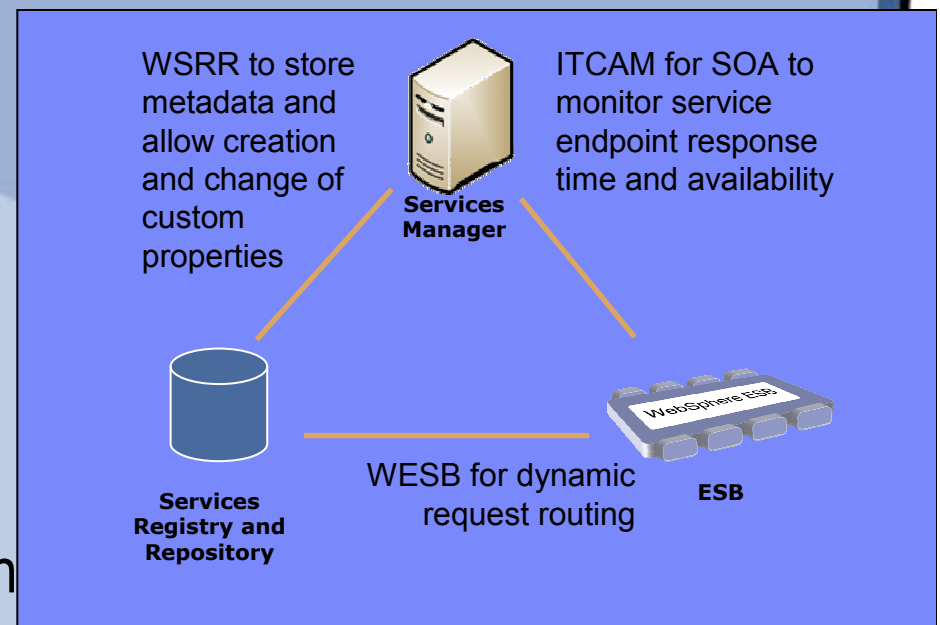 WSRR to store
metadata and
allow creation
and change of
custom
properties
ITCAM for SOA to
monitor service
endpoint response
time and availability
Services
Manager
WebSphere ESB
WESB for dynamic
request routing
ESB
Services
Registry and
Repository
n